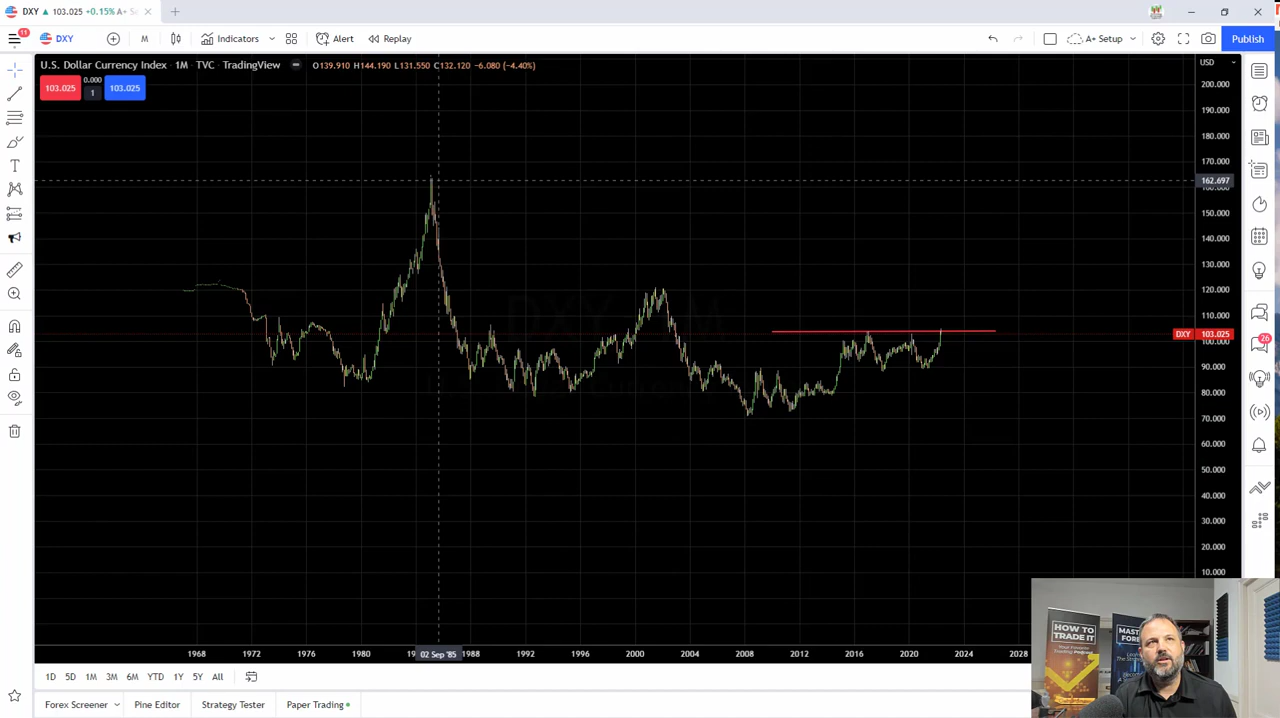 DXY ▲ 103.025 +0.15% A+ S
11
DXY
M
Indicators
Alert
Replay
A+ Setup
Publish
U.S. Dollar Currency Index · 1M · TVC · TradingView
O139.910 H144.190 L131.550 C132.120 -6.080 (-4.40%)
USD
103.025
0.000
1
103.025
200.000
190.000
180.000
170.000
162.697
160.000
150.000
140.000
130.000
120.000
110.000
DXY 103.025
100.000
90.000
80.000
70.000
60.000
50.000
40.000
30.000
20.000
10.000
26
DXY, 1M
1968 1972 1976 1980 02 Sep '85 1988 1992 1996 2000 2004 2008 2012 2016 2020 2024 2028
1D 5D 1M 3M 6M YTD 1Y 5Y All
Forex Screener Pine Editor Strategy Tester Paper Trading
HOW TO
TRADE IT